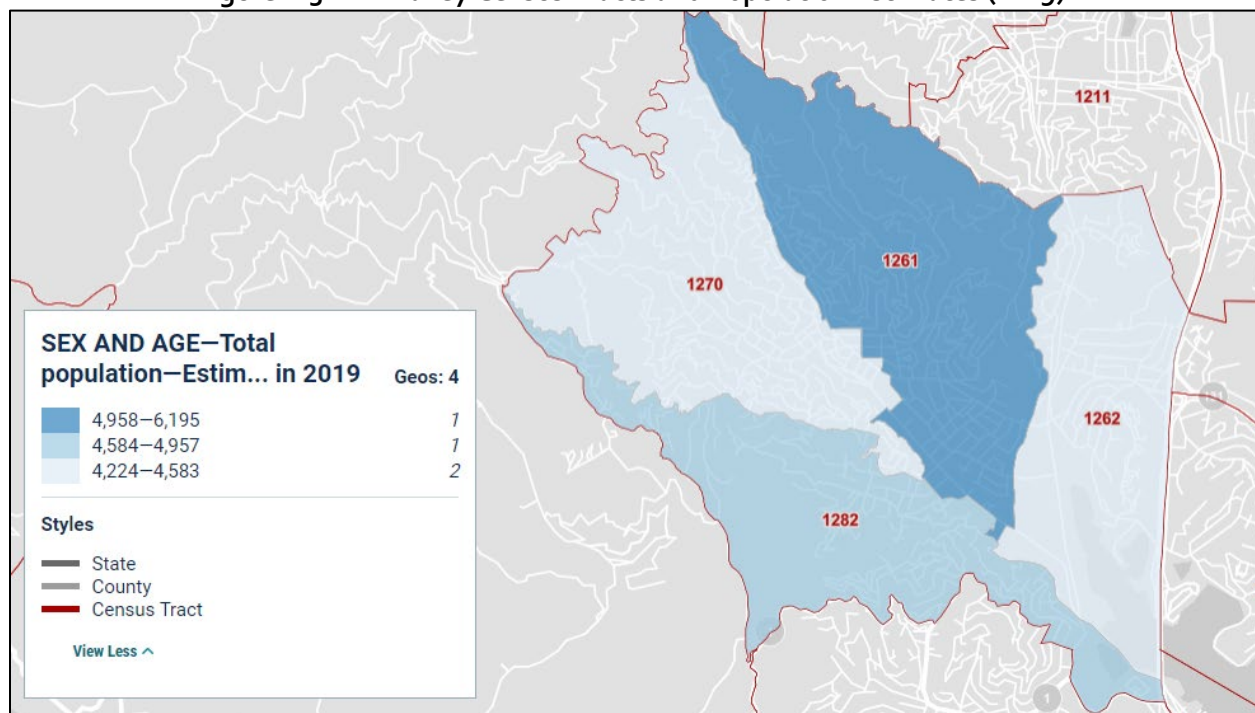 1211
1261
1270
1262
1282
SEX AND AGE—Total
population—Estim... in 2019 Geos: 4
4,958—6,195 1
4,584—4,957 1
4,224—4,583 2
Styles
State
County
Census Tract
View Less
1